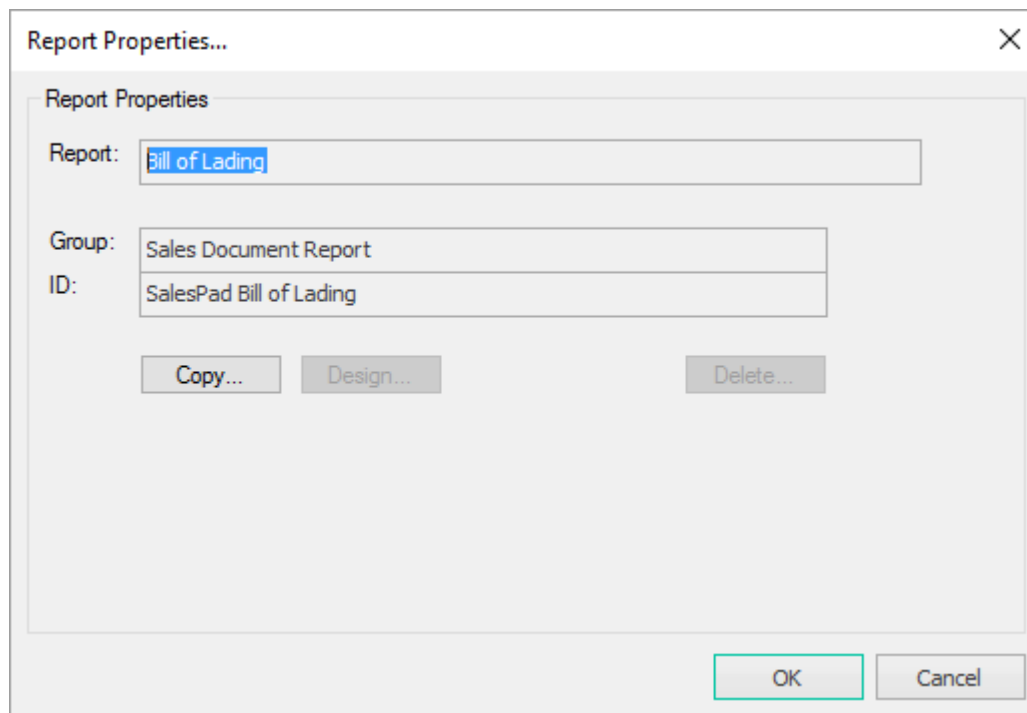 Report Properties...
Report Properties
Report: Bill of Lading
Group: Sales Document Report
ID: SalesPad Bill of Lading
Copy... Design... Delete...
OK Cancel